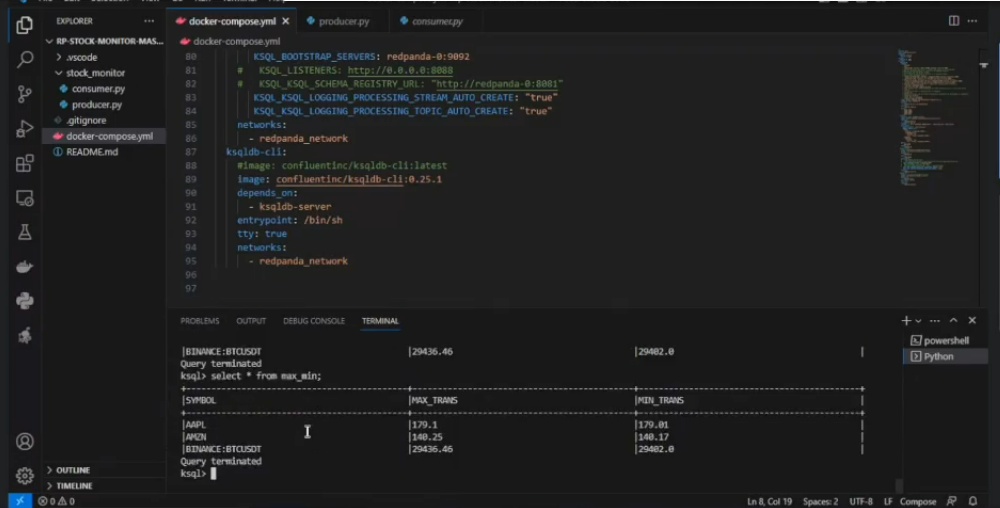 EXPLORER
RP-STOCK-MONITOR-MAS...
.vscode
stock_monitor
consumer.py
producer.py
.gitignore
docker-compose.yml
README.md
OUTLINE
TIMELINE
docker-compose.yml
producer.py
consumer.py
docker-compose.yml
80 KSQL_BOOTSTRAP_SERVERS: redpanda-0:9092
81 # KSQL_LISTENERS: http://0.0.0.0:8088
82 # KSQL_KSQL_SCHEMA_REGISTRY_URL: "http://redpanda-0:8081"
83 KSQL_KSQL_LOGGING_PROCESSING_STREAM_AUTO_CREATE: "true"
84 KSQL_KSQL_LOGGING_PROCESSING_TOPIC_AUTO_CREATE: "true"
85 networks:
86 - redpanda_network
87 ksqldb-cli:
88 #image: confluentinc/ksqldb-cli:latest
89 image: confluentinc/ksqldb-cli:0.25.1
90 depends_on:
91 - ksqldb-server
92 entrypoint: /bin/sh
93 tty: true
94 networks:
95 - redpanda_network
96
97
PROBLEMS OUTPUT DEBUG CONSOLE TERMINAL
|BINANCE:BTCUSDT |29436.46 |29402.0 |
Query terminated
ksql> select * from max_min;
|SYMBOL |MAX_TRANS |MIN_TRANS |
|AAPL |179.1 |179.01 |
|AMZN |140.25 |140.17 |
|BINANCE:BTCUSDT |29436.46 |29402.0 |
Query terminated
ksql>
powershell
Python
0 0
Ln 8, Col 19 Spaces: 2 UTF-8 LF Compose